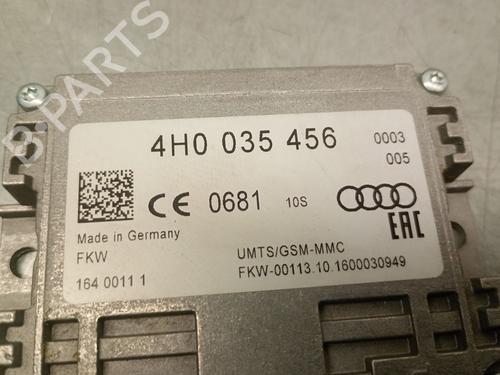 B-PARTS
4H0 035 456 0003
005
CE 0681 10S
EAC
Made in Germany
FKW
UMTS/GSM-MMC
164 0011 1
FKW-00113.10.1600030949